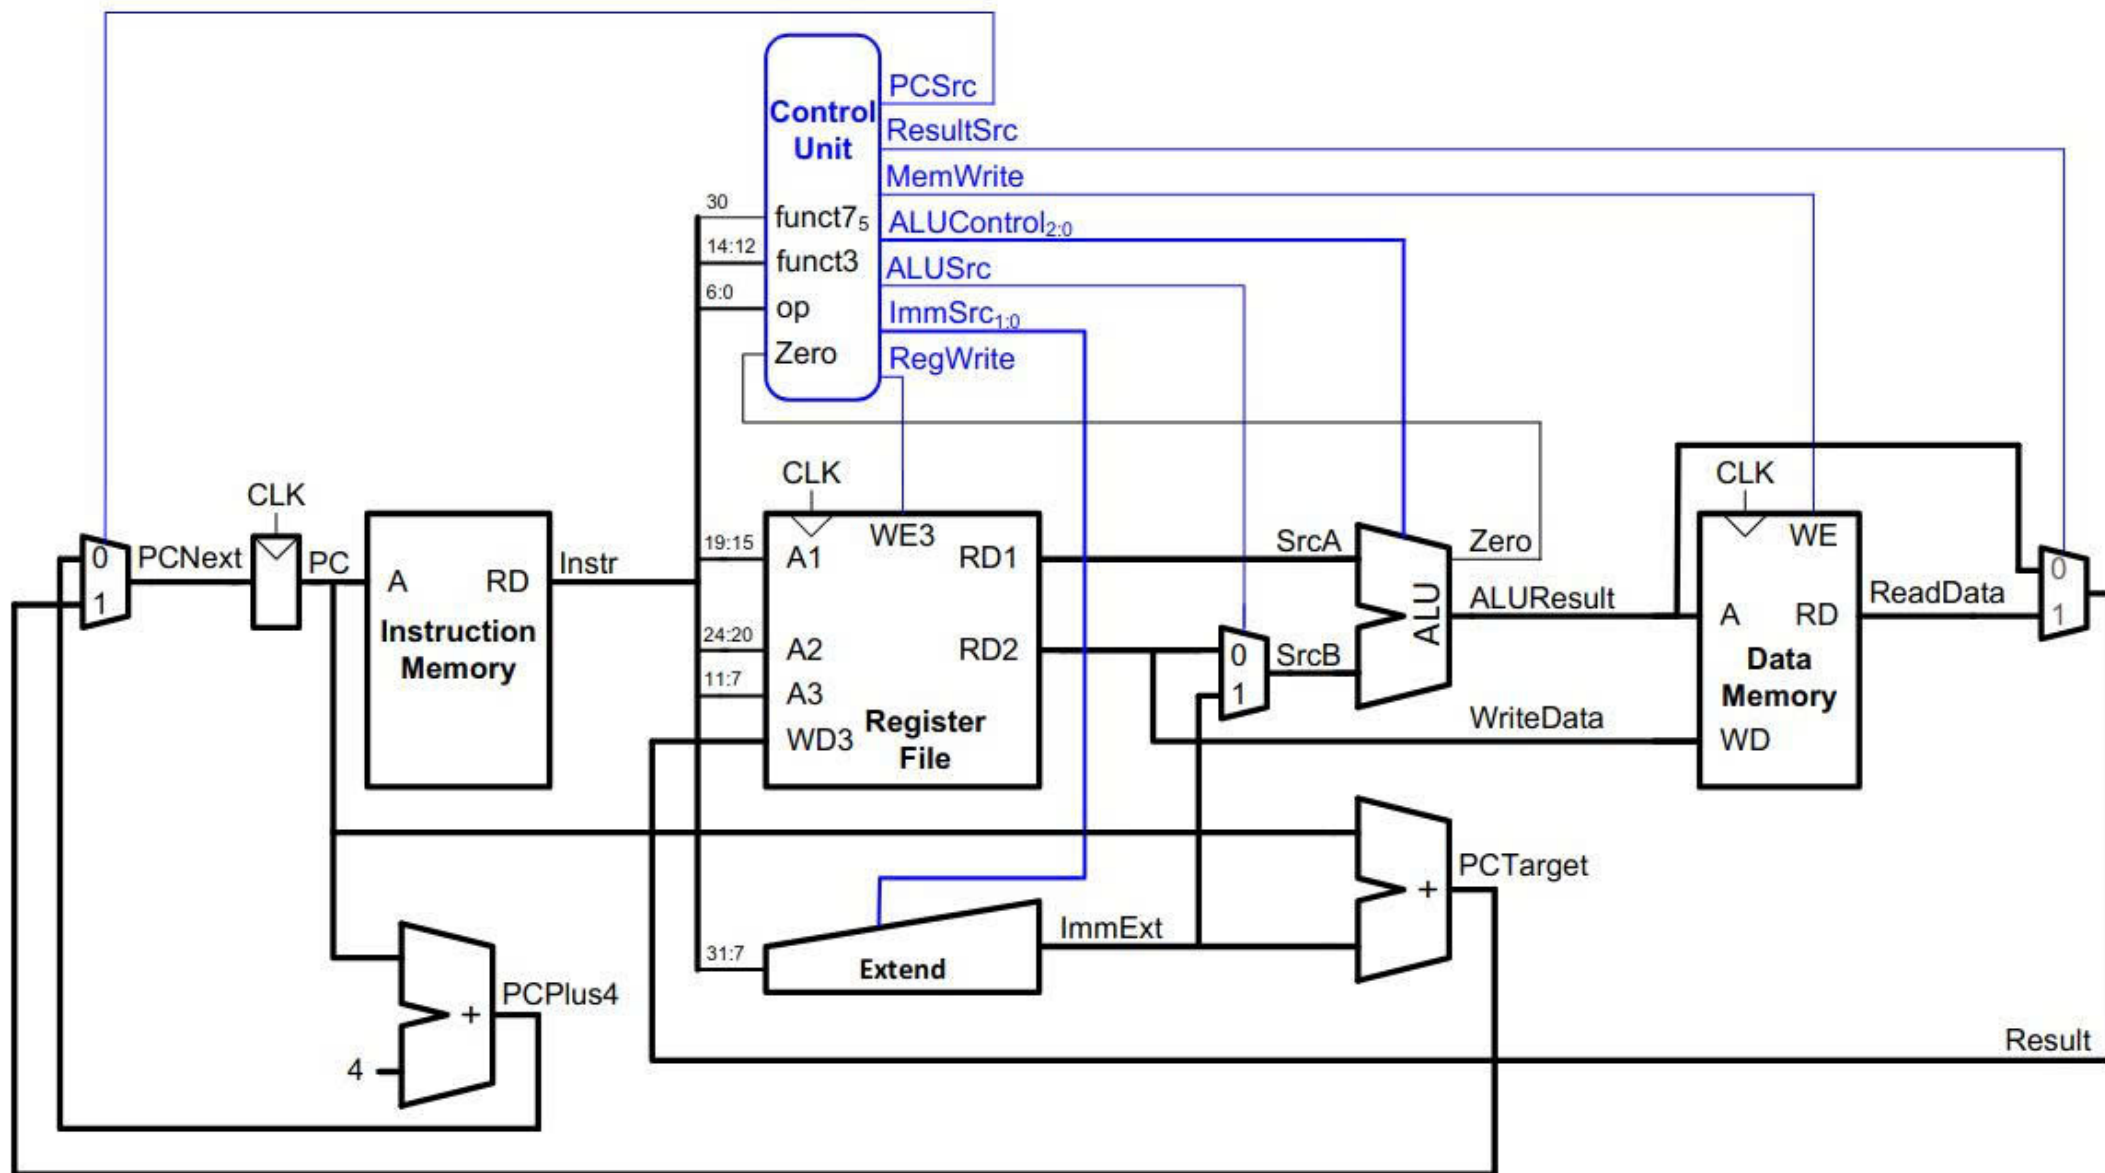 PCSrc
Control
Unit
ResultSrc
MemWrite
30
funct7₅
ALUControl₂:₀
14:12
funct3
ALUSrc
6:0
op
ImmSrc₁:₀
Zero
RegWrite
CLK
CLK
CLK
0
1
PCNext
PC
A
RD
Instruction
Memory
Instr
19:15
A1
WE3
RD1
24:20
A2
RD2
11:7
A3
WD3
Register
File
SrcA
0
1
SrcB
ALU
Zero
ALUResult
WriteData
WE
A
RD
Data
Memory
WD
ReadData
0
1
+
PCTarget
31:7
Extend
ImmExt
+
PCPlus4
4
Result